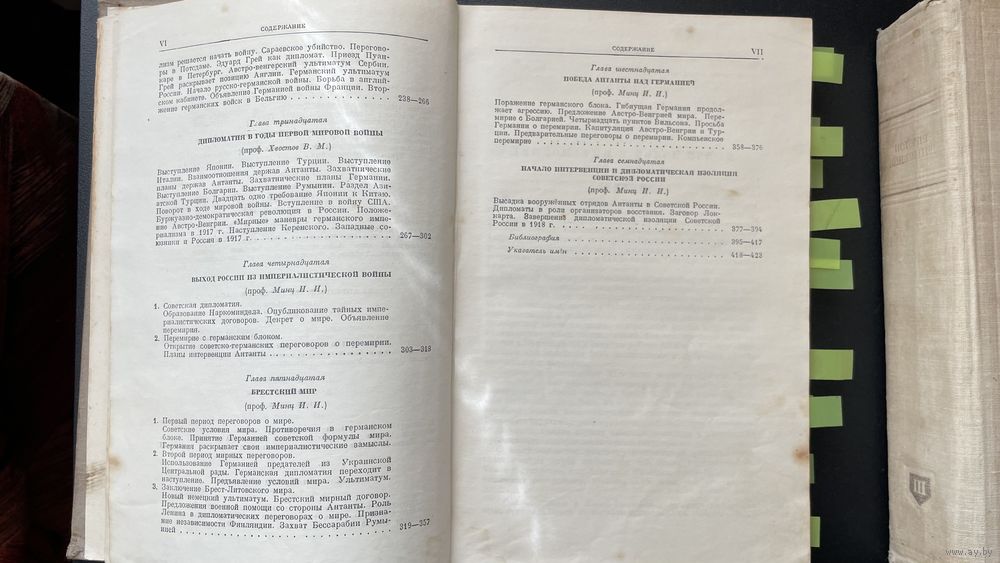 VI
СОДЕРЖАНИЕ
лизм решается начать войну. Сараевское убийство. Перегово-
ры в Потсдаме. Эдуард Грей как дипломат. Приезд Пуан-
каре в Петербург. Австро-венгерский ультиматум Сербии.
Грей раскрывает позицию Англии. Германский ультиматум
России. Начало русско-германской войны. Борьба в англий-
ском кабинете. Объявление Германией войны Франции. Втор-
жение германских войск в Бельгию 238—266
Глава тринадцатая
ДИПЛОМАТИЯ В ГОДЫ ПЕРВОЙ МИРОВОЙ ВОЙНЫ
(проф. Хвостов В. М.)
Выступление Японии. Выступление Турции. Выступление
Италии. Взаимоотношения держав Антанты. Захватнические
планы держав Антанты. Захватнические планы Германии.
Выступление Болгарии. Выступление Румынии. Раздел Ази-
атской Турции. Двадцать одно требование Японии к Китаю.
Поворот в ходе мировой войны. Вступление в войну США.
Буржуазно-демократическая революция в России. Положе-
ние Австро-Венгрии. «Мирные» маневры германского импе-
риализма в 1917 г. Наступление Керенского. Западные со-
юзники и Россия в 1917 г. 267—302
Глава четырнадцатая
ВЫХОД РОССИИ ИЗ ИМПЕРИАЛИСТИЧЕСКОЙ ВОЙНЫ
(проф. Минц И. И.)
1. Советская дипломатия.
Образование Наркоминдела. Опубликование тайных импе-
риалистических договоров. Декрет о мире. Объявление
перемирия.
2. Перемирие с германским блоком.
Открытие советско-германских переговоров о перемирии.
Планы интервенции Антанты 303—318
Глава пятнадцатая
БРЕСТСКИЙ МИР
(проф. Минц И. И.)
1. Первый период переговоров о мире.
Советские условия мира. Противоречия в германском
блоке. Принятие Германией советской формулы мира.
Германия раскрывает свои империалистические замыслы.
2. Второй период мирных переговоров.
Использование Германией предателей из Украинской
Центральной рады. Германская дипломатия переходит в
наступление. Предъявление условий мира. Ультиматум.
3. Заключение Брест-Литовского мира.
Новый немецкий ультиматум. Брестский мирный договор.
Предложения военной помощи со стороны Антанты. Роль
Ленина в дипломатических переговорах о мире. Призна-
ние независимости Финляндии. Захват Бессарабии Румы-
нией 319—357
СОДЕРЖАНИЕ
VII
Глава шестнадцатая
ПОБЕДА АНТАНТЫ НАД ГЕРМАНИЕЙ
(проф. Минц И. И.)
Поражение германского блока. Гибнущая Германия продол-
жает агрессию. Предложение Австро-Венгрией мира. Пере-
мирие с Болгарией. Четырнадцать пунктов Вильсона. Просьба
Германии о перемирии. Капитуляция Австро-Венгрии и Тур-
ции. Предварительные переговоры о перемирии. Компьенское
перемирие 358—376
Глава семнадцатая
НАЧАЛО ИНТЕРВЕНЦИИ И ДИПЛОМАТИЧЕСКАЯ ИЗОЛЯЦИЯ
СОВЕТСКОЙ РОССИИ
(проф. Минц И. И.)
Высадка вооружённых отрядов Антанты в Советской России.
Дипломаты в роли организаторов восстания. Заговор Лок-
карта. Завершений дипломатической изоляции Советской
России в 1918 г. 377—394
Библиография 395—417
Указатель имён 418—423
III
www.ay.by